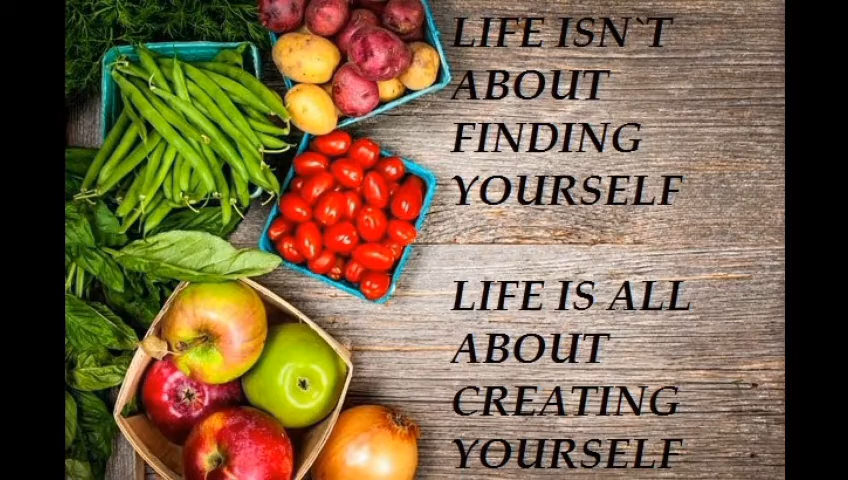 LIFE ISN`T
ABOUT
FINDING
YOURSELF
LIFE IS ALL
ABOUT
CREATING
YOURSELF